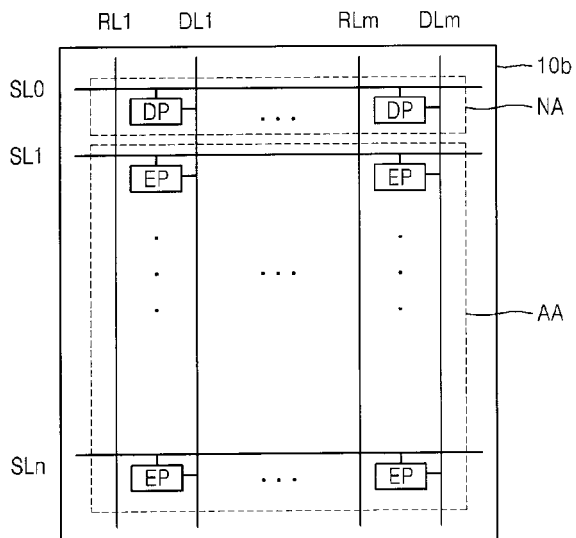 RL1 DL1 RLm DLm
10b
SL0
DP ... DP
NA
SL1
EP EP
...
AA
SLn
EP ... EP